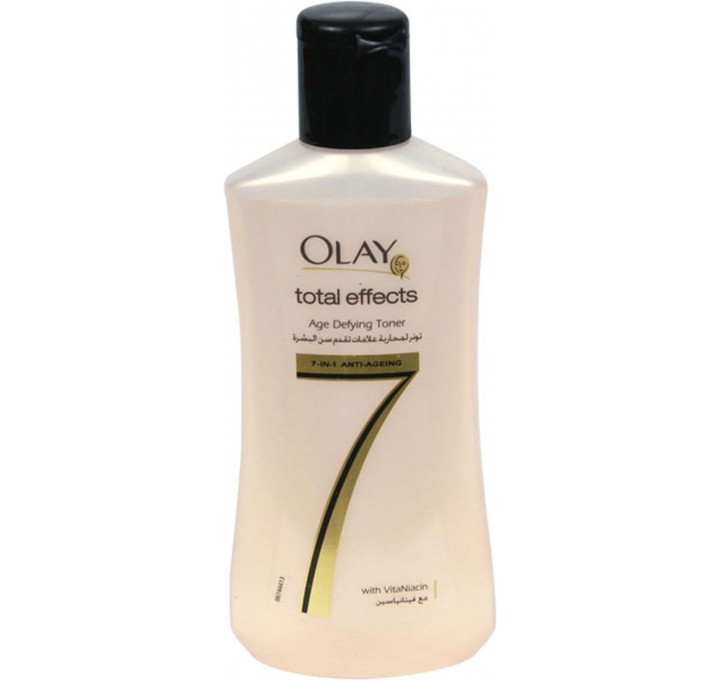 OLAY
total effects
Age Defying Toner
تونر لمحاربة علامات تقدم سن البشرة
7-IN-1 ANTI-AGEING
7
with VitaNiacin
مع فيتانياسين